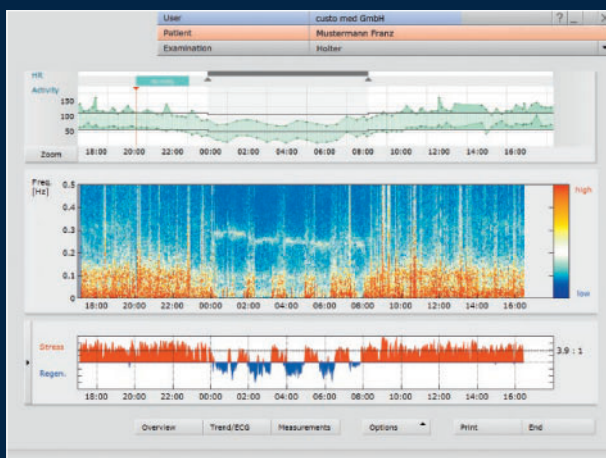 User custo med GmbH ? _ X
Patient Mustermann Franz
Examination Holter
Hit
Activity
150
100
50
Zoom 18:00 20:00 22:00 00:00 02:00 04:00 06:00 08:00 10:00 12:00 14:00 16:00
Freq. 0.5 high
[Hz]
0.4
0.3
0.2
0.1
0 low
18:00 20:00 22:00 00:00 02:00 04:00 06:00 08:00 10:00 12:00 14:00 16:00
Stress 3.9 : 1
Regen.
18:00 20:00 22:00 00:00 02:00 04:00 06:00 08:00 10:00 12:00 14:00 16:00
Overview Trend/ECG Measurements Options Print End